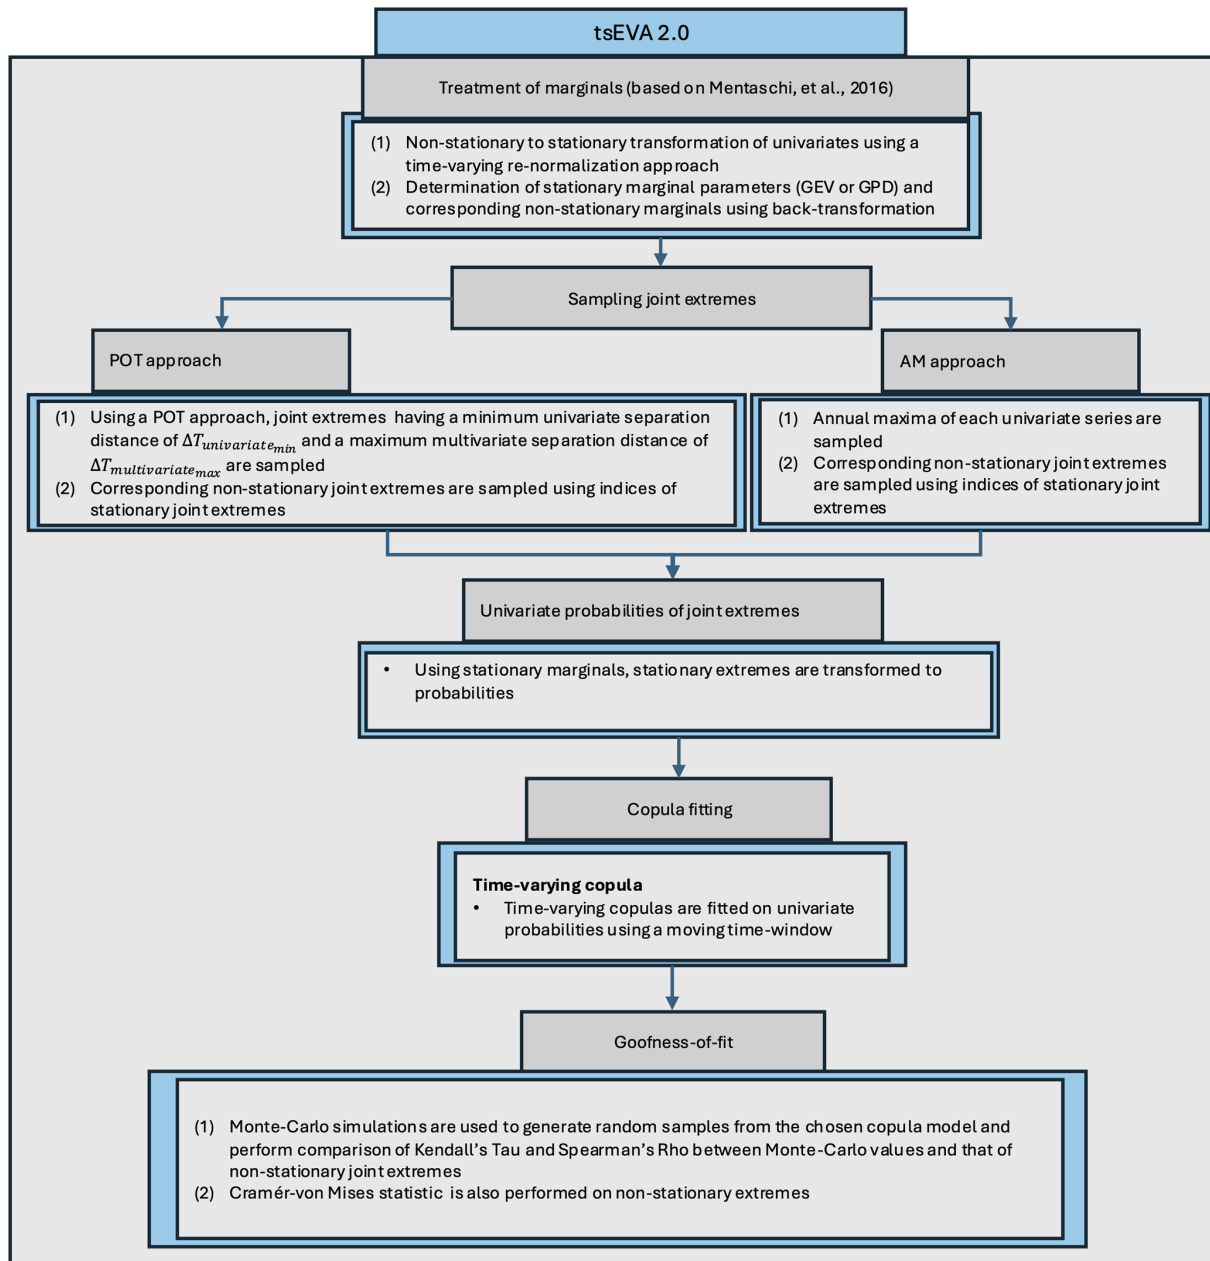 tsEVA 2.0
Treatment of marginals (based on Mentaschi, et al., 2016)
(1) Non-stationary to stationary transformation of univariates using a
time-varying re-normalization approach
(2) Determination of stationary marginal parameters (GEV or GPD) and
corresponding non-stationary marginals using back-transformation
Sampling joint extremes
POT approach
(1) Using a POT approach, joint extremes having a minimum univariate separation
distance of ΔT_{univariate_{min}} and a maximum multivariate separation distance of
ΔT_{multivariate_{max}} are sampled
(2) Corresponding non-stationary joint extremes are sampled using indices of
stationary joint extremes
AM approach
(1) Annual maxima of each univariate series are
sampled
(2) Corresponding non-stationary joint extremes
are sampled using indices of stationary joint
extremes
Univariate probabilities of joint extremes
• Using stationary marginals, stationary extremes are transformed to
probabilities
Copula fitting
Time-varying copula
• Time-varying copulas are fitted on univariate
probabilities using a moving time-window
Goofness-of-fit
(1) Monte-Carlo simulations are used to generate random samples from the chosen copula model and
perform comparison of Kendall's Tau and Spearman's Rho between Monte-Carlo values and that of
non-stationary joint extremes
(2) Cramér-von Mises statistic is also performed on non-stationary extremes